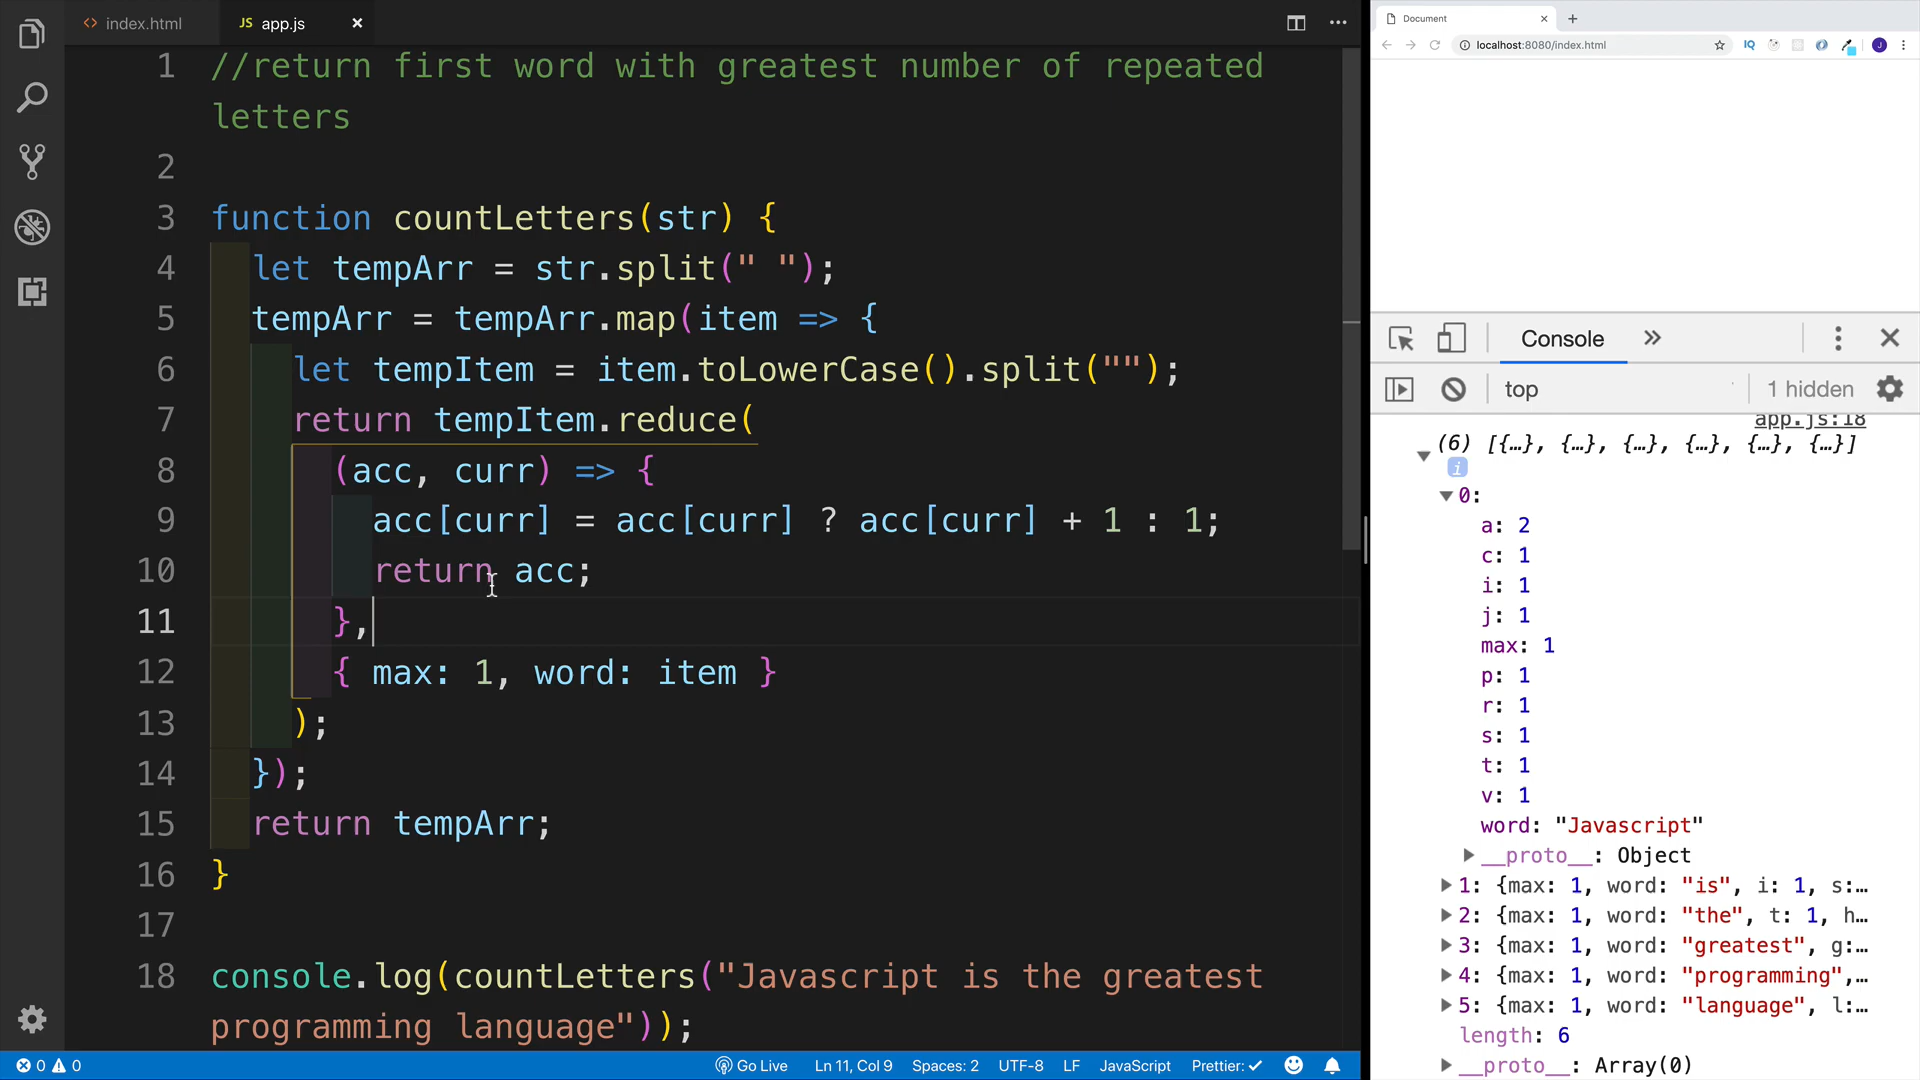 index.html
JS app.js
1 //return first word with greatest number of repeated
letters
2
3 function countLetters(str) {
4 let tempArr = str.split(" ");
5 tempArr = tempArr.map(item => {
6 let tempItem = item.toLowerCase().split("");
7 return tempItem.reduce(
8 (acc, curr) => {
9 acc[curr] = acc[curr] ? acc[curr] + 1 : 1;
10 return acc;
11 },
12 { max: 1, word: item }
13 );
14 });
15 return tempArr;
16 }
17
18 console.log(countLetters("Javascript is the greatest
programming language"));
0 0
Go Live
Ln 11, Col 9
Spaces: 2
UTF-8
LF
JavaScript
Prettier: ✓
Document
localhost:8080/index.html
IQ
J
Console
top
1 hidden
app.js:18
(6) [{…}, {…}, {…}, {…}, {…}, {…}]
i
0:
a: 2
c: 1
i: 1
j: 1
max: 1
p: 1
r: 1
s: 1
t: 1
v: 1
word: "Javascript"
__proto__: Object
1: {max: 1, word: "is", i: 1, s:…
2: {max: 1, word: "the", t: 1, h…
3: {max: 1, word: "greatest", g:…
4: {max: 1, word: "programming",…
5: {max: 1, word: "language", l:…
length: 6
__proto__: Array(0)